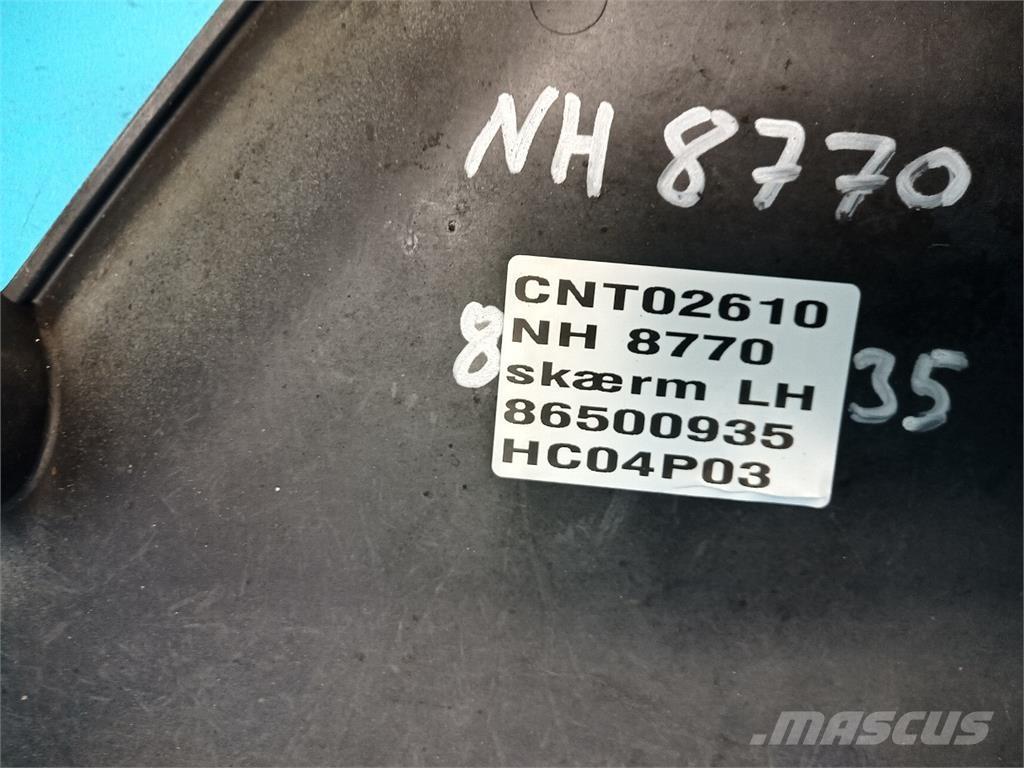 NH 8770
CNT02610
NH 8770
skærm LH
86500935
HC04P03
8 35
MASCUS